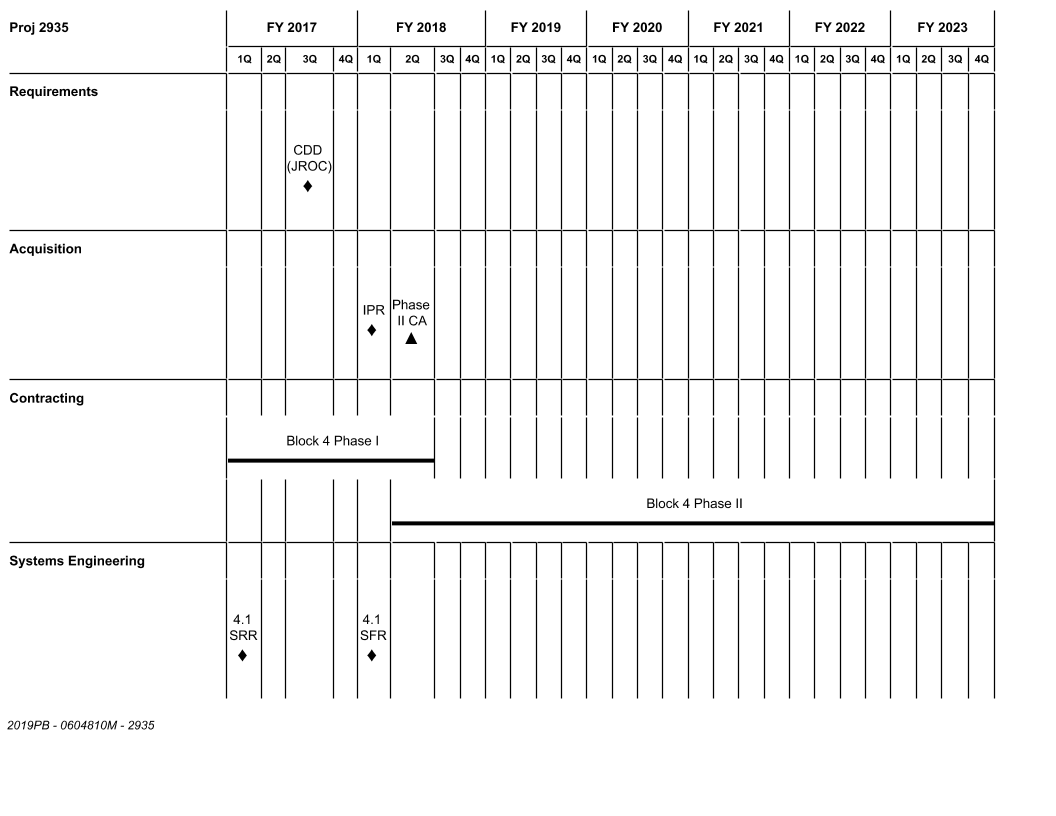 Proj 2935 FY 2017 FY 2018 FY 2019 FY 2020 FY 2021 FY 2022 FY 2023
1Q 2Q 3Q 4Q 1Q 2Q 3Q 4Q 1Q 2Q 3Q 4Q 1Q 2Q 3Q 4Q 1Q 2Q 3Q 4Q 1Q 2Q 3Q 4Q 1Q 2Q 3Q 4Q
Requirements
CDD
(JROC)
Acquisition
IPR Phase
II CA
Contracting
Block 4 Phase I
Block 4 Phase II
Systems Engineering
4.1 4.1
SRR SFR
2019PB - 0604810M - 2935